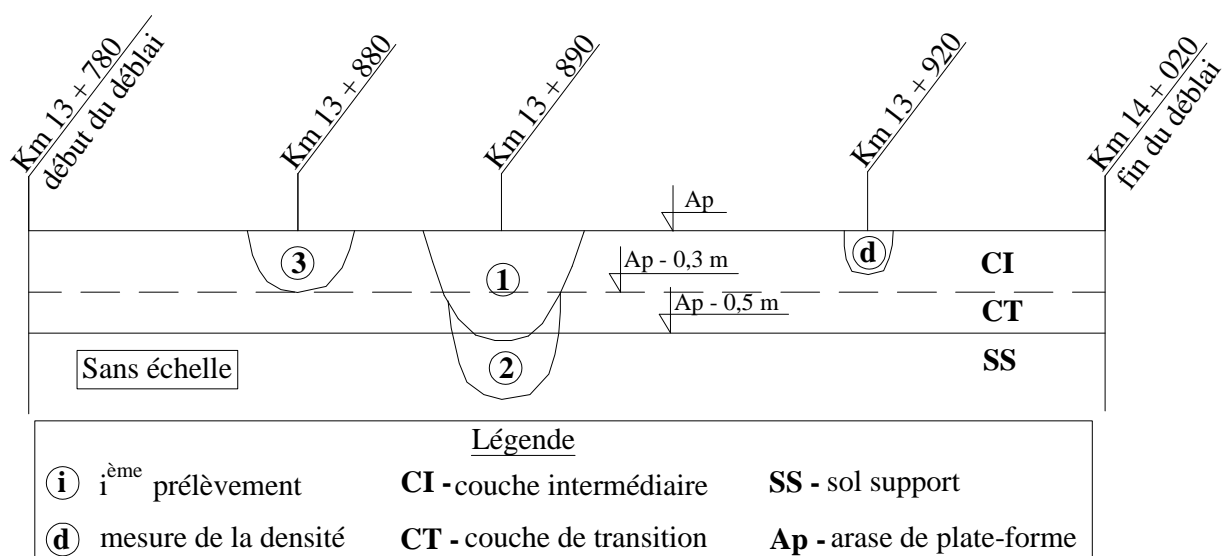 Km 13 + 780
début du déblai
Km 13 + 880
Km 13 + 890
Km 13 + 920
Km 14 + 020
fin du déblai
Ap
3
1
d
Ap - 0,3 m
CI
Ap - 0,5 m
CT
2
SS
Sans échelle
Légende
i ième prélèvement
CI - couche intermédiaire
SS - sol support
d mesure de la densité
CT - couche de transition
Ap - arase de plate-forme